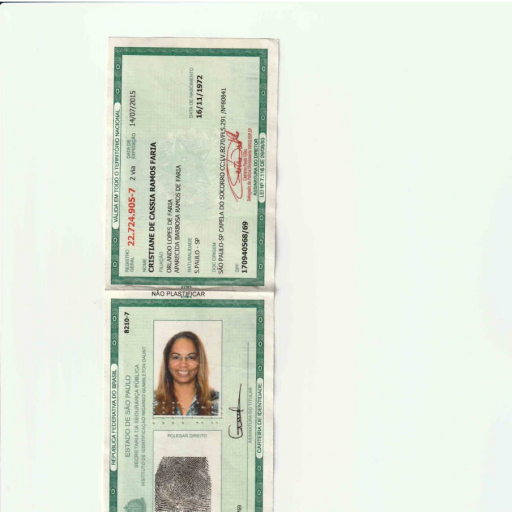 VÁLIDA EM TODO O TERRITÓRIO NACIONAL
REGISTRO GERAL 22.724.905-7 2 via DATA DE EXPEDIÇÃO 14/07/2015
NOME
CRISTIANE DE CASSIA RAMOS FARIA
FILIAÇÃO
ORLANDO LOPES DE FARIA
APARECIDA BARBOSA RAMOS DE FARIA
NATURALIDADE
S.PAULO - SP
DATA DE NASCIMENTO
16/11/1972
DOC ORIGEM
SÃO PAULO-SP CAPELA DO SOCORRO CC:LV.B270/FLS.291
CPF 170940568/69
ASSINATURA DO DIRETOR
LEI Nº 7.116 DE 29/08/83
NÃO PLASTIFICAR
REPÚBLICA FEDERATIVA DO BRASIL
8210-7
ESTADO DE SÃO PAULO
SECRETARIA DA SEGURANÇA PÚBLICA
INSTITUTO DE IDENTIFICAÇÃO RICARDO GUMBLETON DAUNT
POLEGAR DIREITO
ASSINATURA DO TITULAR
CARTEIRA DE IDENTIDADE